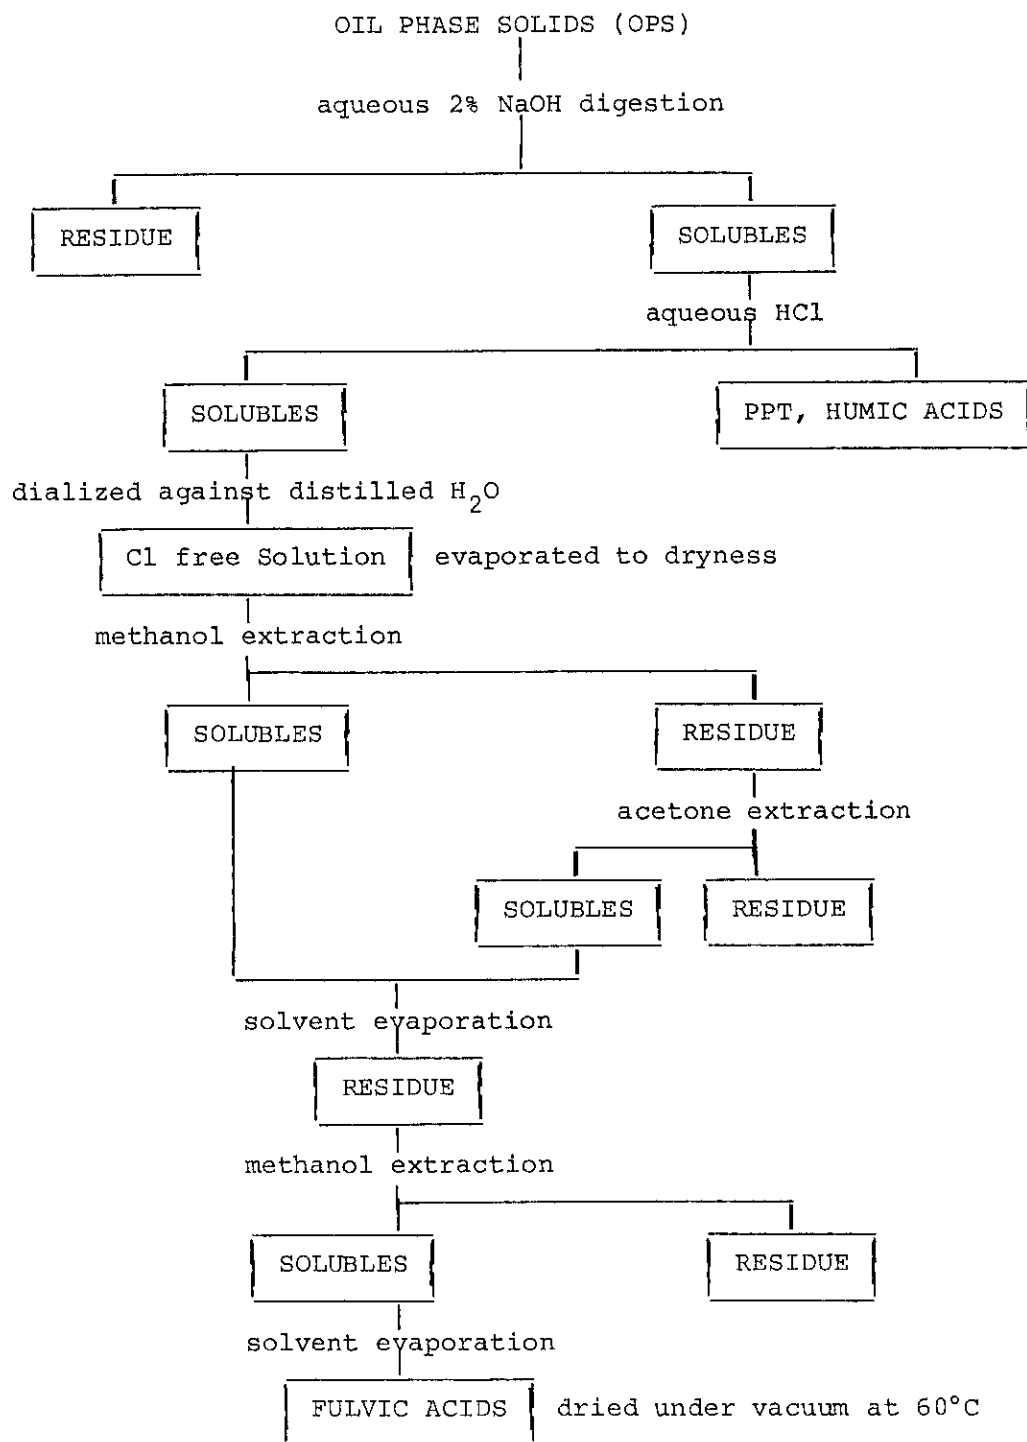 OIL PHASE SOLIDS (OPS)
aqueous 2% NaOH digestion
RESIDUE
SOLUBLES
aqueous HCl
SOLUBLES
PPT, HUMIC ACIDS
dialized against distilled H₂O
Cl free Solution
evaporated to dryness
methanol extraction
SOLUBLES
RESIDUE
acetone extraction
SOLUBLES
RESIDUE
solvent evaporation
RESIDUE
methanol extraction
SOLUBLES
RESIDUE
solvent evaporation
FULVIC ACIDS
dried under vacuum at 60°C